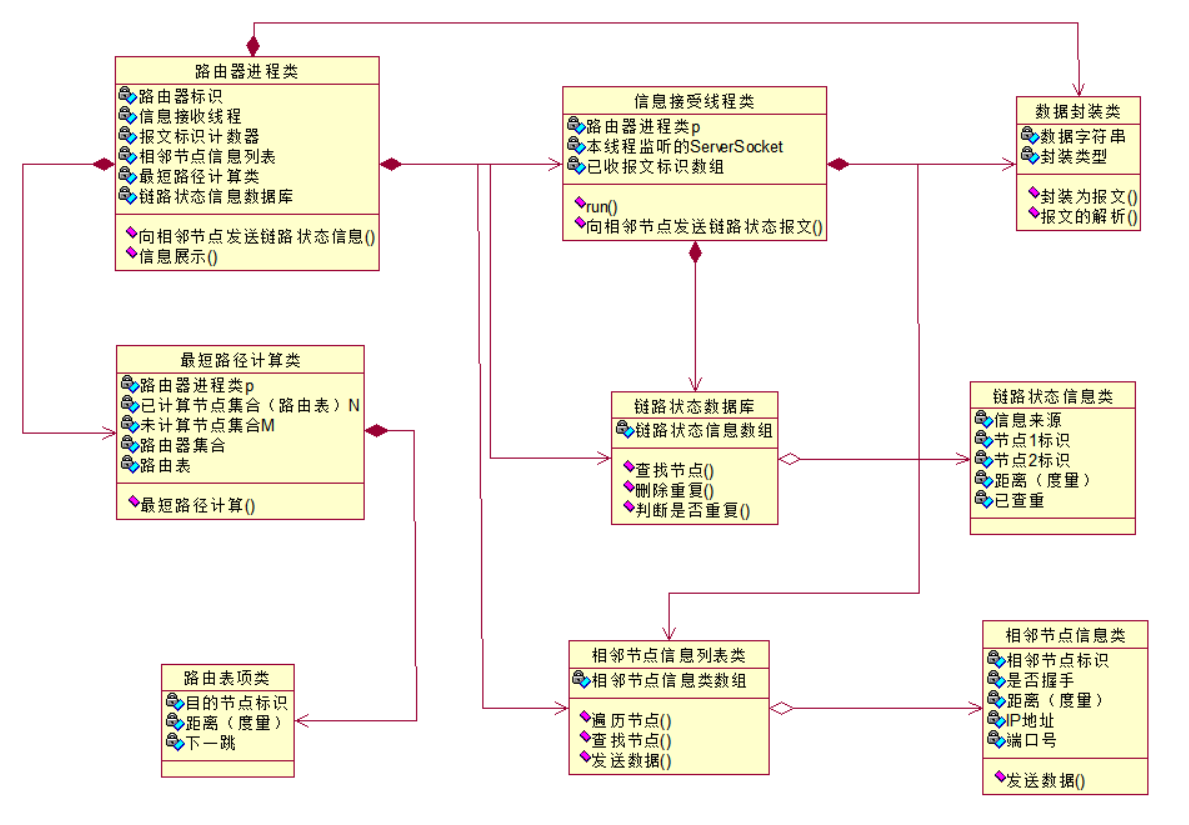 路由器进程类
路由器标识
信息接收线程
报文标识计数器
相邻节点信息列表
最短路径计算类
链路状态信息数据库
向相邻节点发送链路状态信息()
信息展示()
信息接受线程类
路由器进程类p
本线程监听的ServerSocket
已收报文标识数组
run()
向相邻节点发送链路状态报文()
数据封装类
数据字符串
封装类型
封装为报文()
报文的解析()
最短路径计算类
路由器进程类p
已计算节点集合（路由表）N
未计算节点集合M
路由器集合
路由表
最短路径计算()
链路状态数据库
链路状态信息数组
查找节点()
删除重复()
判断是否重复()
链路状态信息类
信息来源
节点1标识
节点2标识
距离（度量）
已查重
路由表项类
目的节点标识
距离（度量）
下一跳
相邻节点信息列表类
相邻节点信息类数组
遍历节点()
查找节点()
发送数据()
相邻节点信息类
相邻节点标识
是否握手
距离（度量）
IP地址
端口号
发送数据()